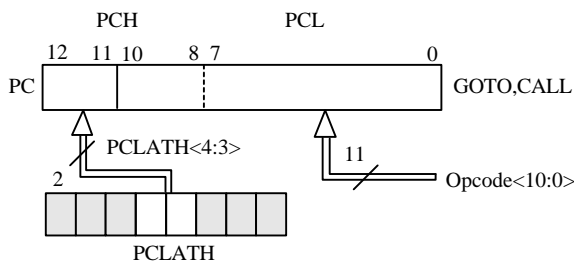 PCH PCL
12 11 10 8 7 0
PC GOTO,CALL
PCLATH<4:3> 11
2 Opcode<10:0>
PCLATH